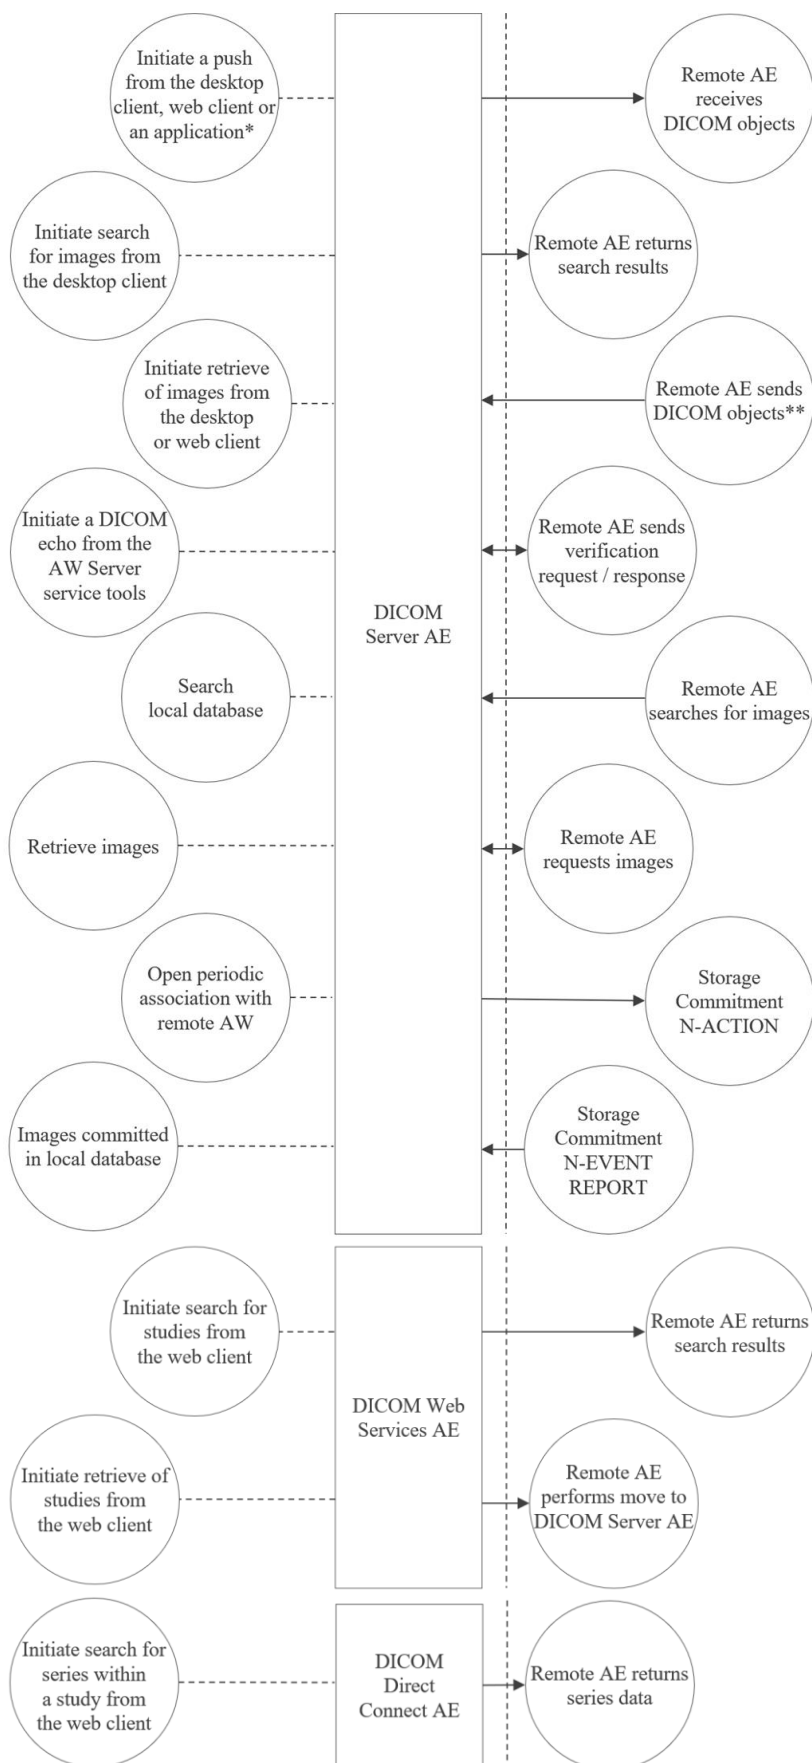 Initiate a push
from the desktop
client, web client or
an application*
Remote AE
receives
DICOM objects
Initiate search
for images from
the desktop client
Remote AE returns
search results
Initiate retrieve
of images from
the desktop
or web client
Remote AE sends
DICOM objects**
Initiate a DICOM
echo from the
AW Server
service tools
Remote AE sends
verification
request / response
DICOM
Server AE
Search
local database
Remote AE
searches for images
Retrieve images
Remote AE
requests images
Open periodic
association with
remote AW
Storage
Commitment
N-ACTION
Images committed
in local database
Storage
Commitment
N-EVENT
REPORT
Initiate search for
studies from
the web client
Remote AE returns
search results
DICOM Web
Services AE
Initiate retrieve of
studies from
the web client
Remote AE
performs move to
DICOM Server AE
Initiate search for
series within
a study from
the web client
DICOM
Direct
Connect AE
Remote AE returns
series data